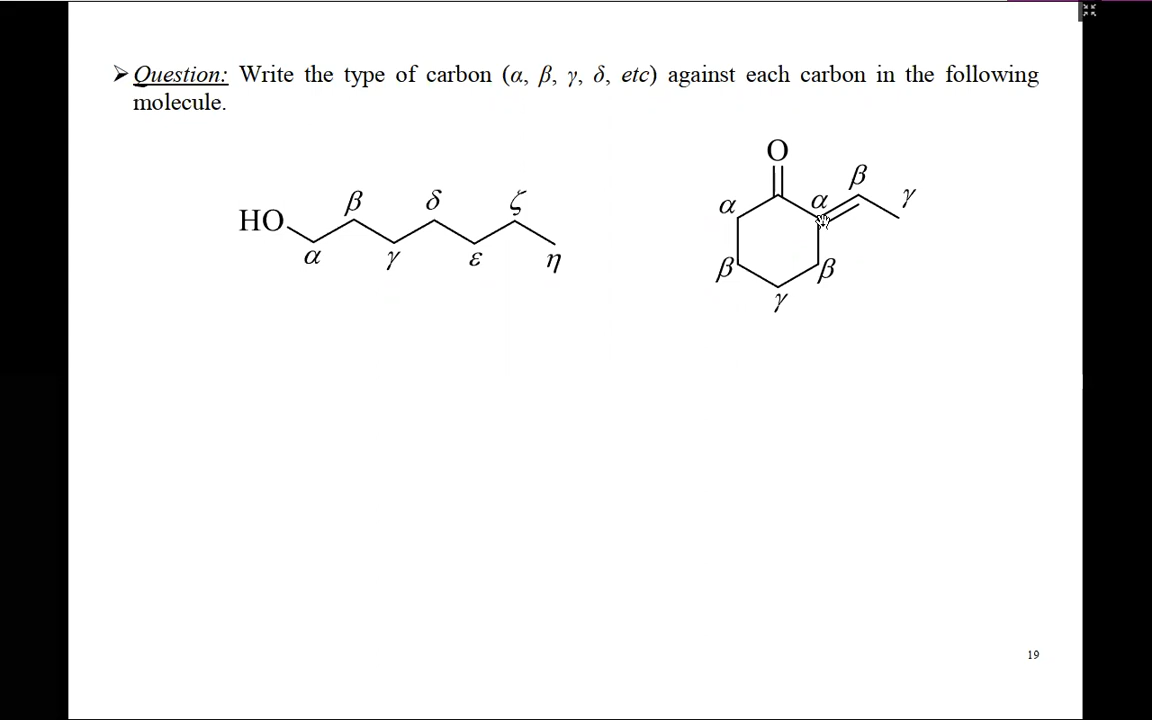 ➤ Question: Write the type of carbon (α, β, γ, δ, etc) against each carbon in the following
molecule.
HO α β γ δ ε ζ η
O
α α β γ
β β
γ
19